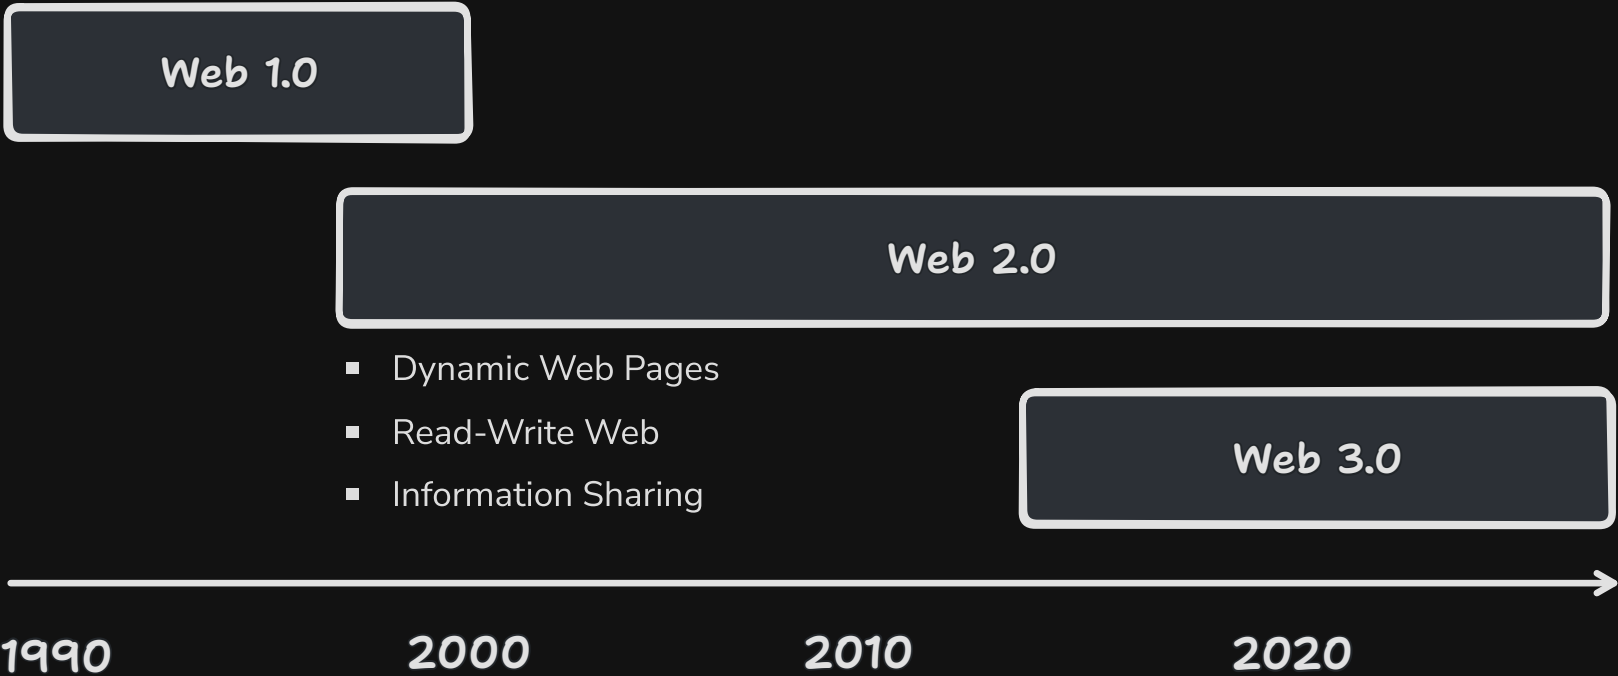 Web 1.0
Web 2.0
▪ Dynamic Web Pages
▪ Read-Write Web
▪ Information Sharing
Web 3.0
1990 2000 2010 2020